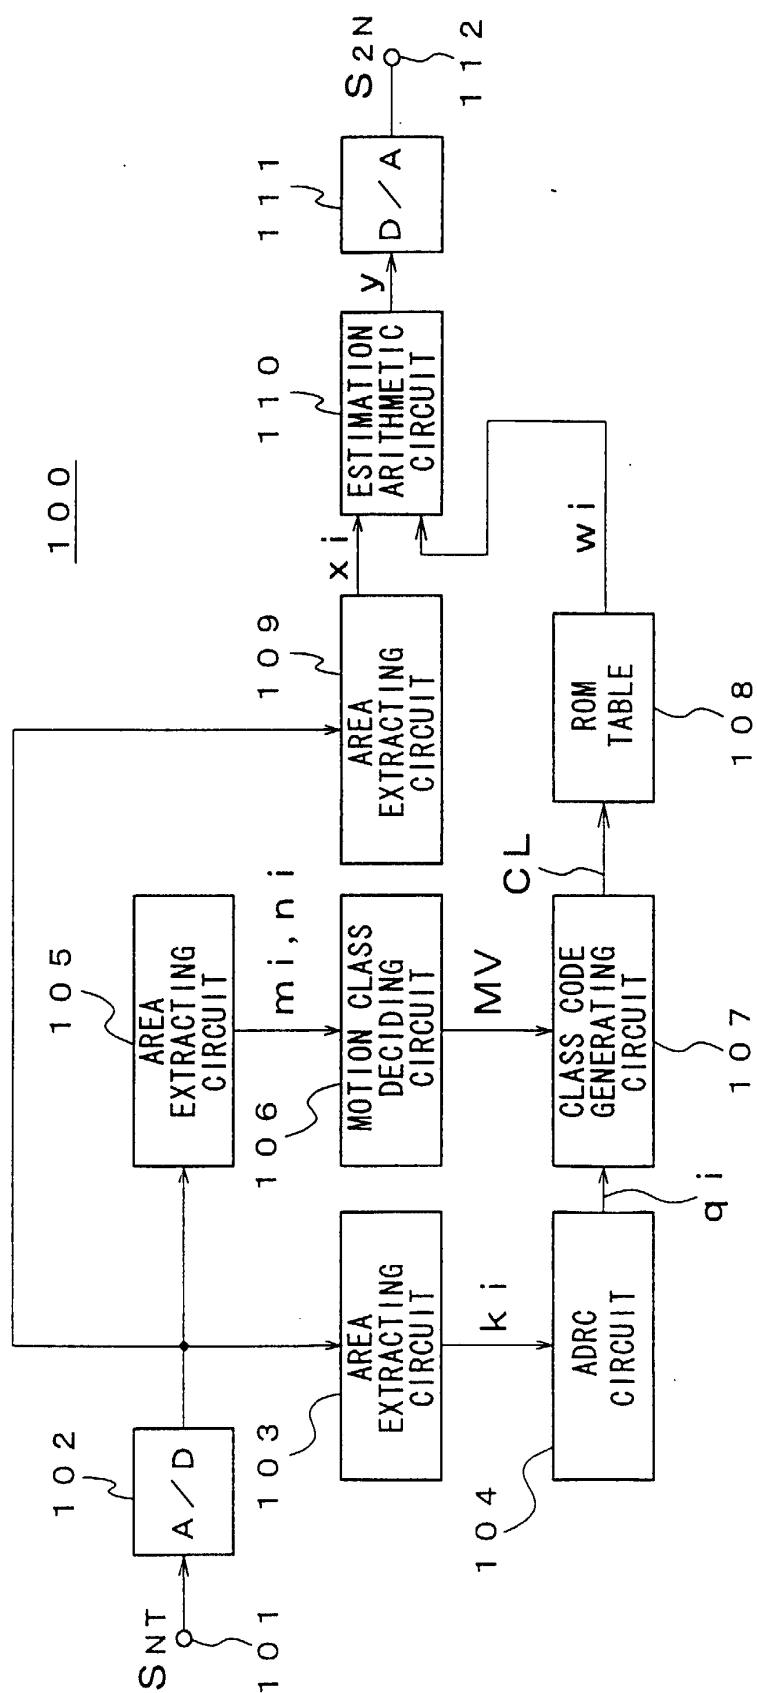 100
SNT
101
102
A/D
103
AREA
EXTRACTING
CIRCUIT
ki
104
ADRC
CIRCUIT
qi
105
AREA
EXTRACTING
CIRCUIT
mi, ni
106
MOTION CLASS
DECIDING
CIRCUIT
MV
107
CLASS CODE
GENERATING
CIRCUIT
CL
108
ROM
TABLE
wi
109
AREA
EXTRACTING
CIRCUIT
xi
110
ESTIMATION
ARITHMETIC
CIRCUIT
y
111
D/A
S2N
112